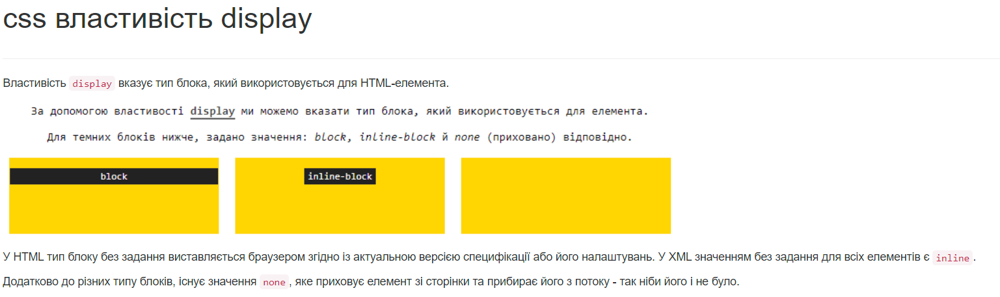 css властивість display
Властивість display вказує тип блока, який використовується для HTML-елемента.
За допомогою властивості display ми можемо вказати тип блока, який використовується для елемента.
Для темних блоків нижче, задано значення: block, inline-block й none (приховано) відповідно.
block
inline-block
У HTML тип блоку без задання виставляється браузером згідно із актуальною версією специфікації або його налаштувань. У XML значенням без задання для всіх елементів є inline.
Додатково до різних типу блоків, існує значення none, яке приховує елемент зі сторінки та прибирає його з потоку - так ніби його і не було.